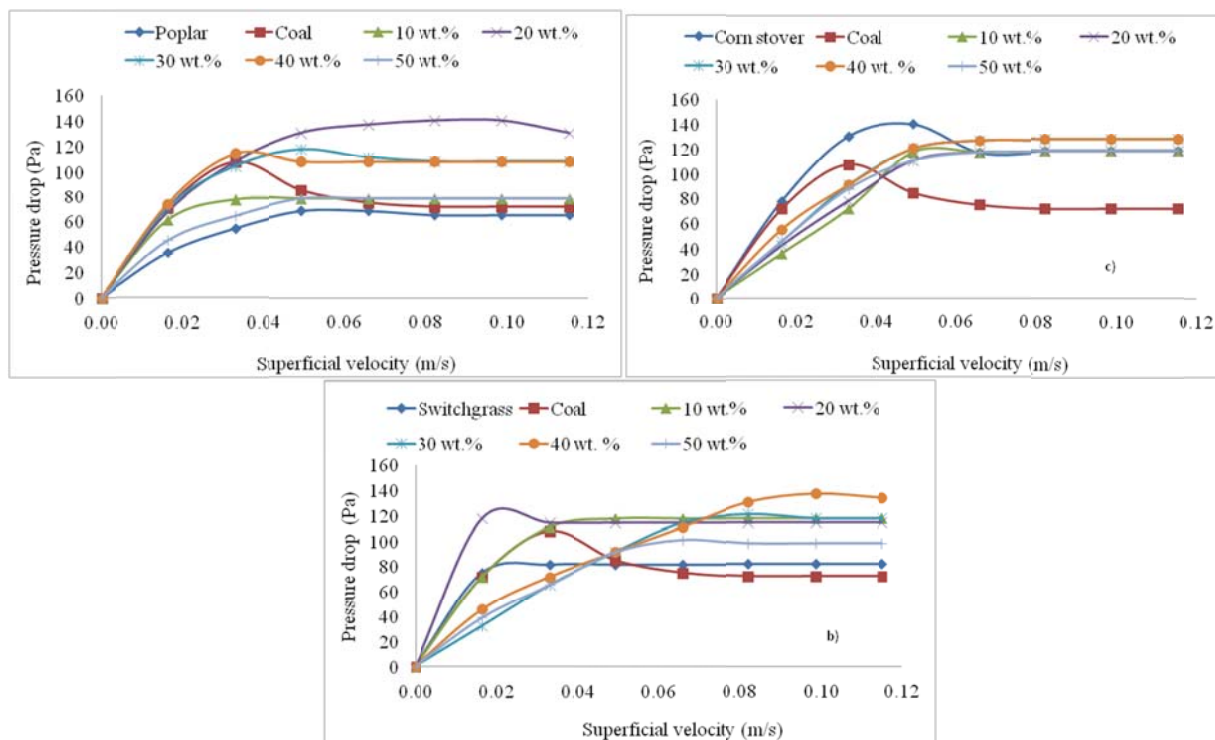 Poplar Coal 10 wt.% 20 wt.%
30 wt.% 40 wt.% 50 wt.%
160
140
120
100
80
60
40
20
0
Pressure drop (Pa)
0.00 0.02 0.04 0.06 0.08 0.10 0.12
Superficial velocity (m/s)
Corn stover Coal 10 wt.% 20 wt.%
30 wt.% 40 wt. % 50 wt.%
160
140
120
100
80
60
40
20
0
Pressure drop (Pa)
c)
0.00 0.02 0.04 0.06 0.08 0.10 0.12
Superficial velocity (m/s)
Switchgrass Coal 10 wt.% 20 wt.%
30 wt.% 40 wt. % 50 wt.%
160
140
120
100
80
60
40
20
0
Pressure drop (Pa)
b)
0.00 0.02 0.04 0.06 0.08 0.10 0.12
Superficial velocity (m/s)